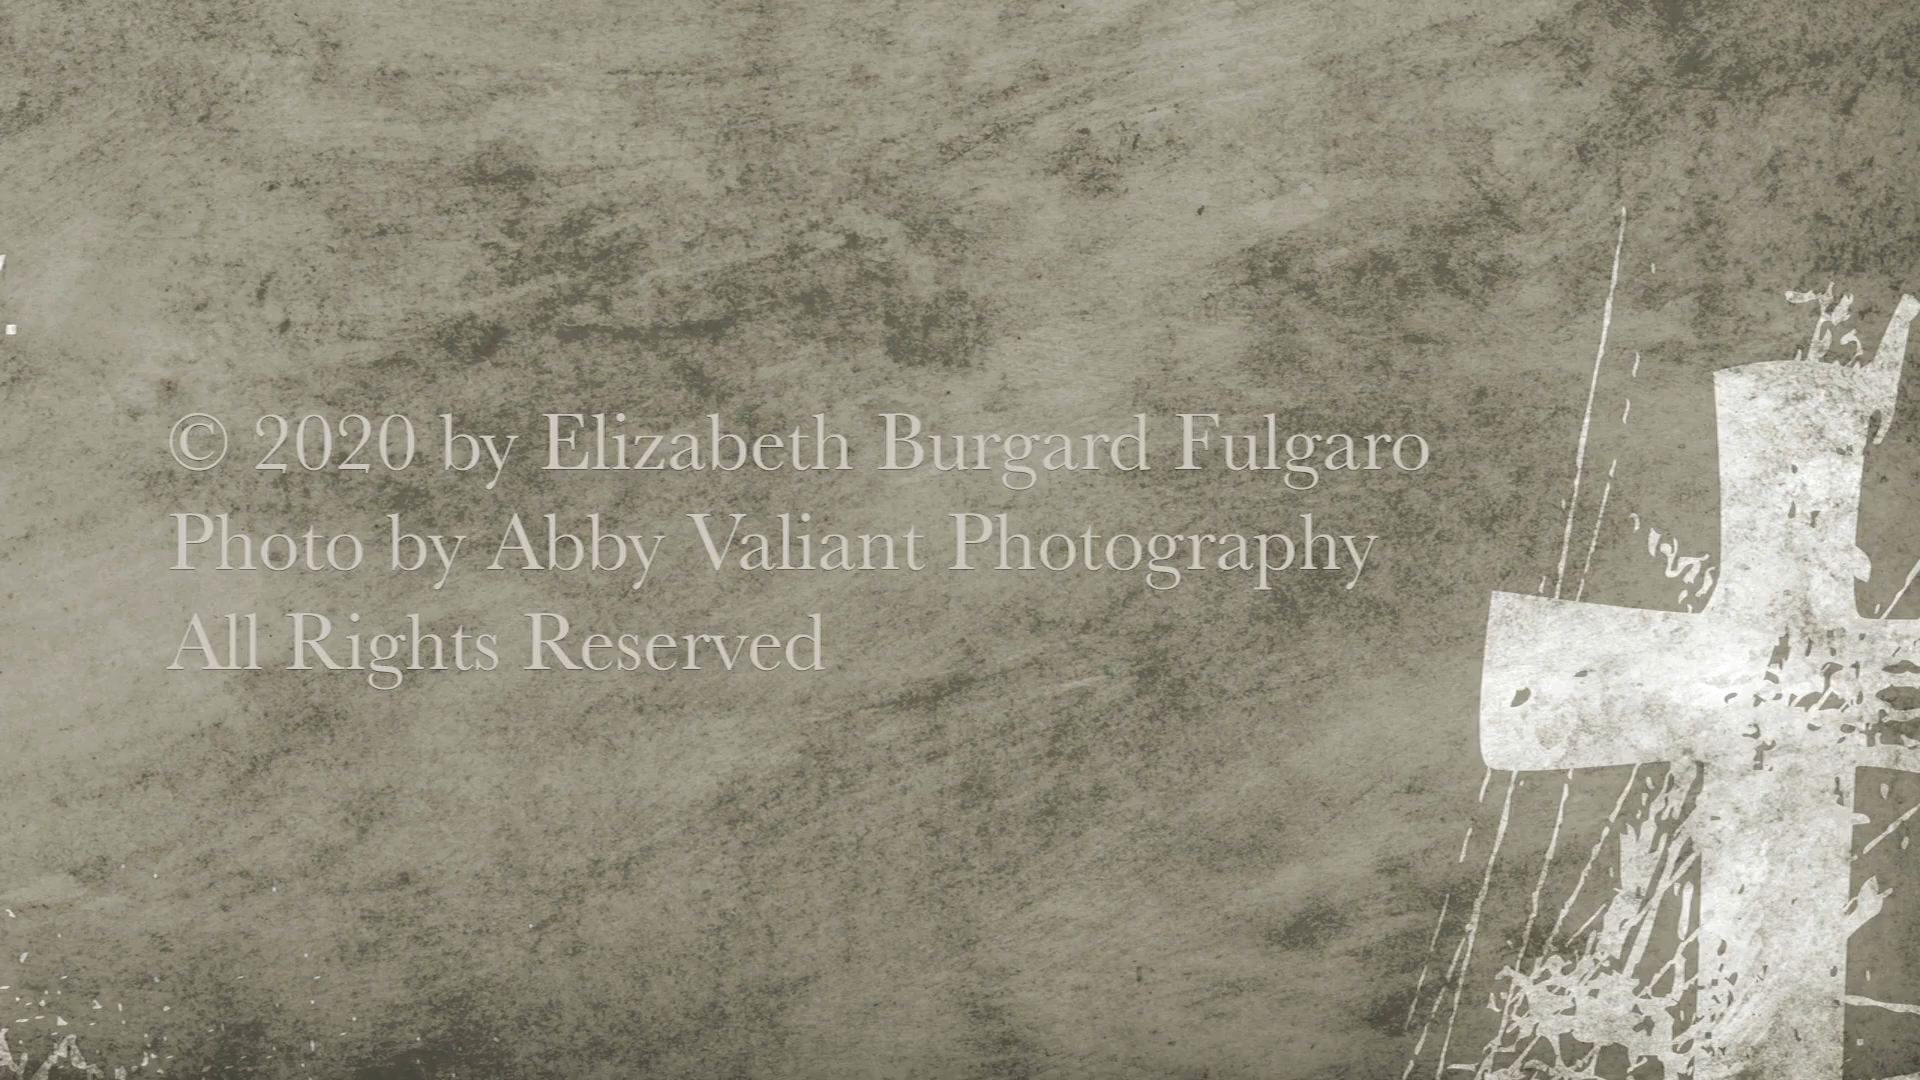 © 2020 by Elizabeth Burgard Fulgaro
Photo by Abby Valiant Photography
All Rights Reserved